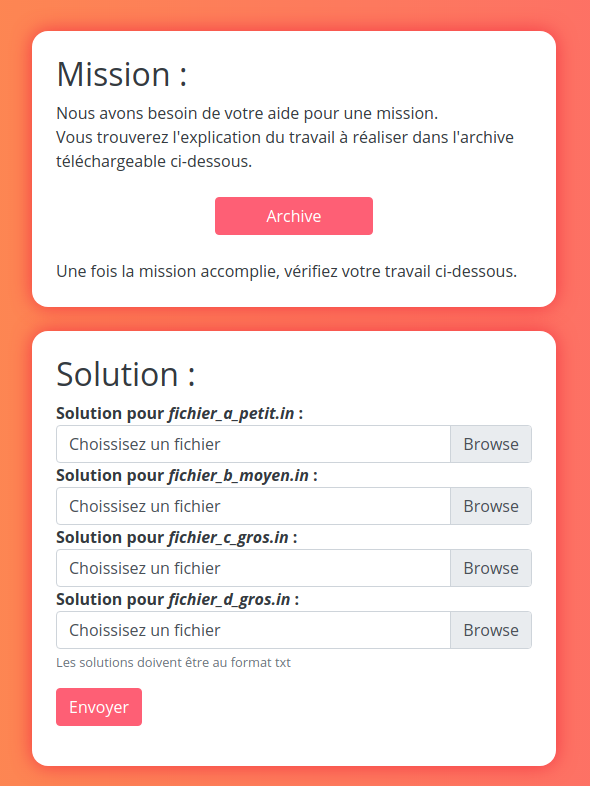 Mission :
Nous avons besoin de votre aide pour une mission.
Vous trouverez l'explication du travail à réaliser dans l'archive
téléchargeable ci-dessous.
Archive
Une fois la mission accomplie, vérifiez votre travail ci-dessous.
Solution :
Solution pour fichier_a_petit.in :
Choissisez un fichier Browse
Solution pour fichier_b_moyen.in :
Choissisez un fichier Browse
Solution pour fichier_c_gros.in :
Choissisez un fichier Browse
Solution pour fichier_d_gros.in :
Choissisez un fichier Browse
Les solutions doivent être au format txt
Envoyer